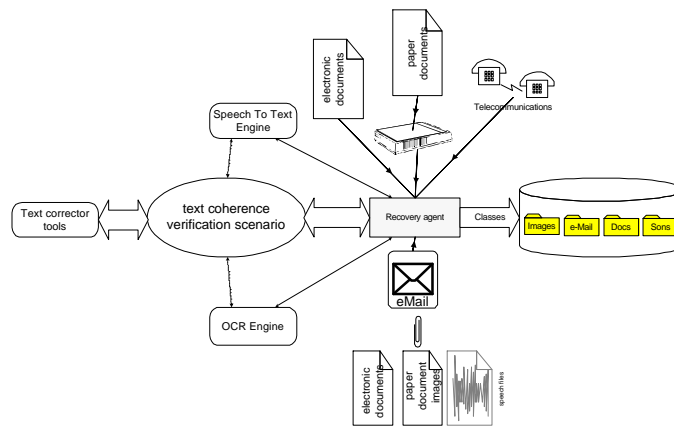 electronic
documents
paper
documents
Telecommunications
Speech To Text
Engine
Text corrector
tools
text coherence
verification scenario
Recovery agent
Classes
Images
e-Mail
Docs
Sons
eMail
OCR Engine
electronic
documents
paper
document
images
speech files